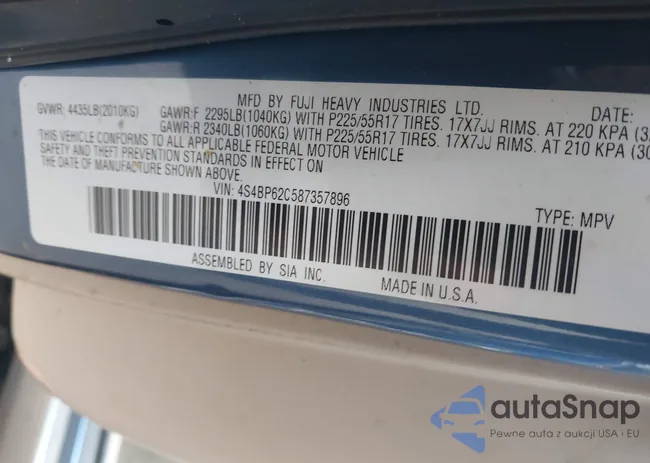 MFD BY FUJI HEAVY INDUSTRIES LTD. DATE:
GVWR; 4435LB(2010KG) GAWR:F 2295LB(1040KG) WITH P225/55R17 TIRES. 17X7JJ RIMS. AT 220 KPA
GAWR:R 2340LB(1060KG) WITH P225/55R17 TIRES. 17X7JJ RIMS. AT 210 KPA
THIS VEHICLE CONFORMS TO ALL APPLICABLE FEDERAL MOTOR VEHICLE
SAFETY AND THEFT PREVENTION STANDARDS IN EFFECT ON
THE DATE OF MANUFACTURE SHOWN ABOVE.
VIN: 4S4BP62C587357896 TYPE: MPV
ASSEMBLED BY SIA INC. MADE IN U.S.A.
autaSnap
Pewne auta z aukcji USA i EU